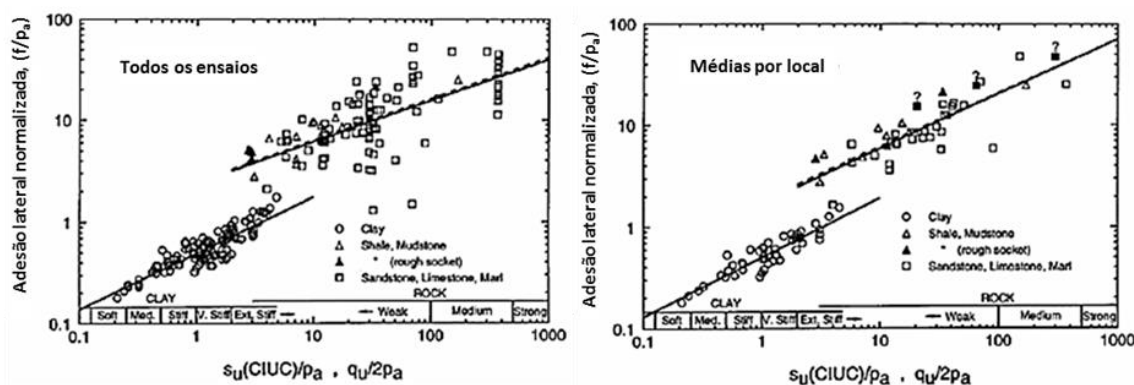 Adesão lateral normalizada, (f/pₐ)
100
10
1
0.1
Todos os ensaios
Clay
Shale, Mudstone
" (rough socket)
Sandstone, Limestone, Marl
CLAY
ROCK
Soft Med. Stiff V. Stiff Ext. Stiff Weak Medium Strong
0.1 1 10 100 1000
sᵤ(CIUC)/pₐ , qᵤ/2pₐ
Adesão lateral normalizada, (f/pₐ)
100
10
1
0.1
Médias por local
? ? ?
Clay
Shale, Mudstone
" (rough socket)
Sandstone, Limestone, Marl
CLAY
ROCK
Soft Med. Stiff V. Stiff Ext. Stiff Weak Medium Strong
0.1 1 10 100 1000
sᵤ(CIUC)/pₐ , qᵤ/2pₐ